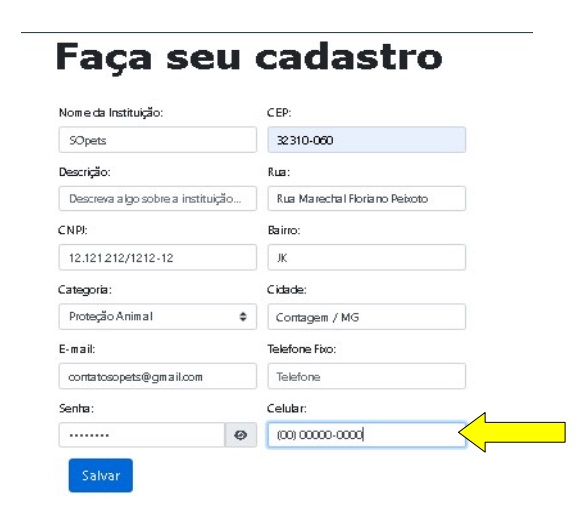 Faça seu cadastro
Nome da Instituição:
SOpets
CEP:
32310-060
Descrição:
Descreva algo sobre a instituição...
Rua:
Rua Marechal Floriano Peixoto
CNPJ:
12.121.212/1212-12
Bairro:
JK
Categoria:
Proteção Animal
Cidade:
Contagem / MG
E-mail:
contatosopets@gmail.com
Telefone Fixo:
Telefone
Senha:
········
Celular:
(00) 00000-0000
Salvar